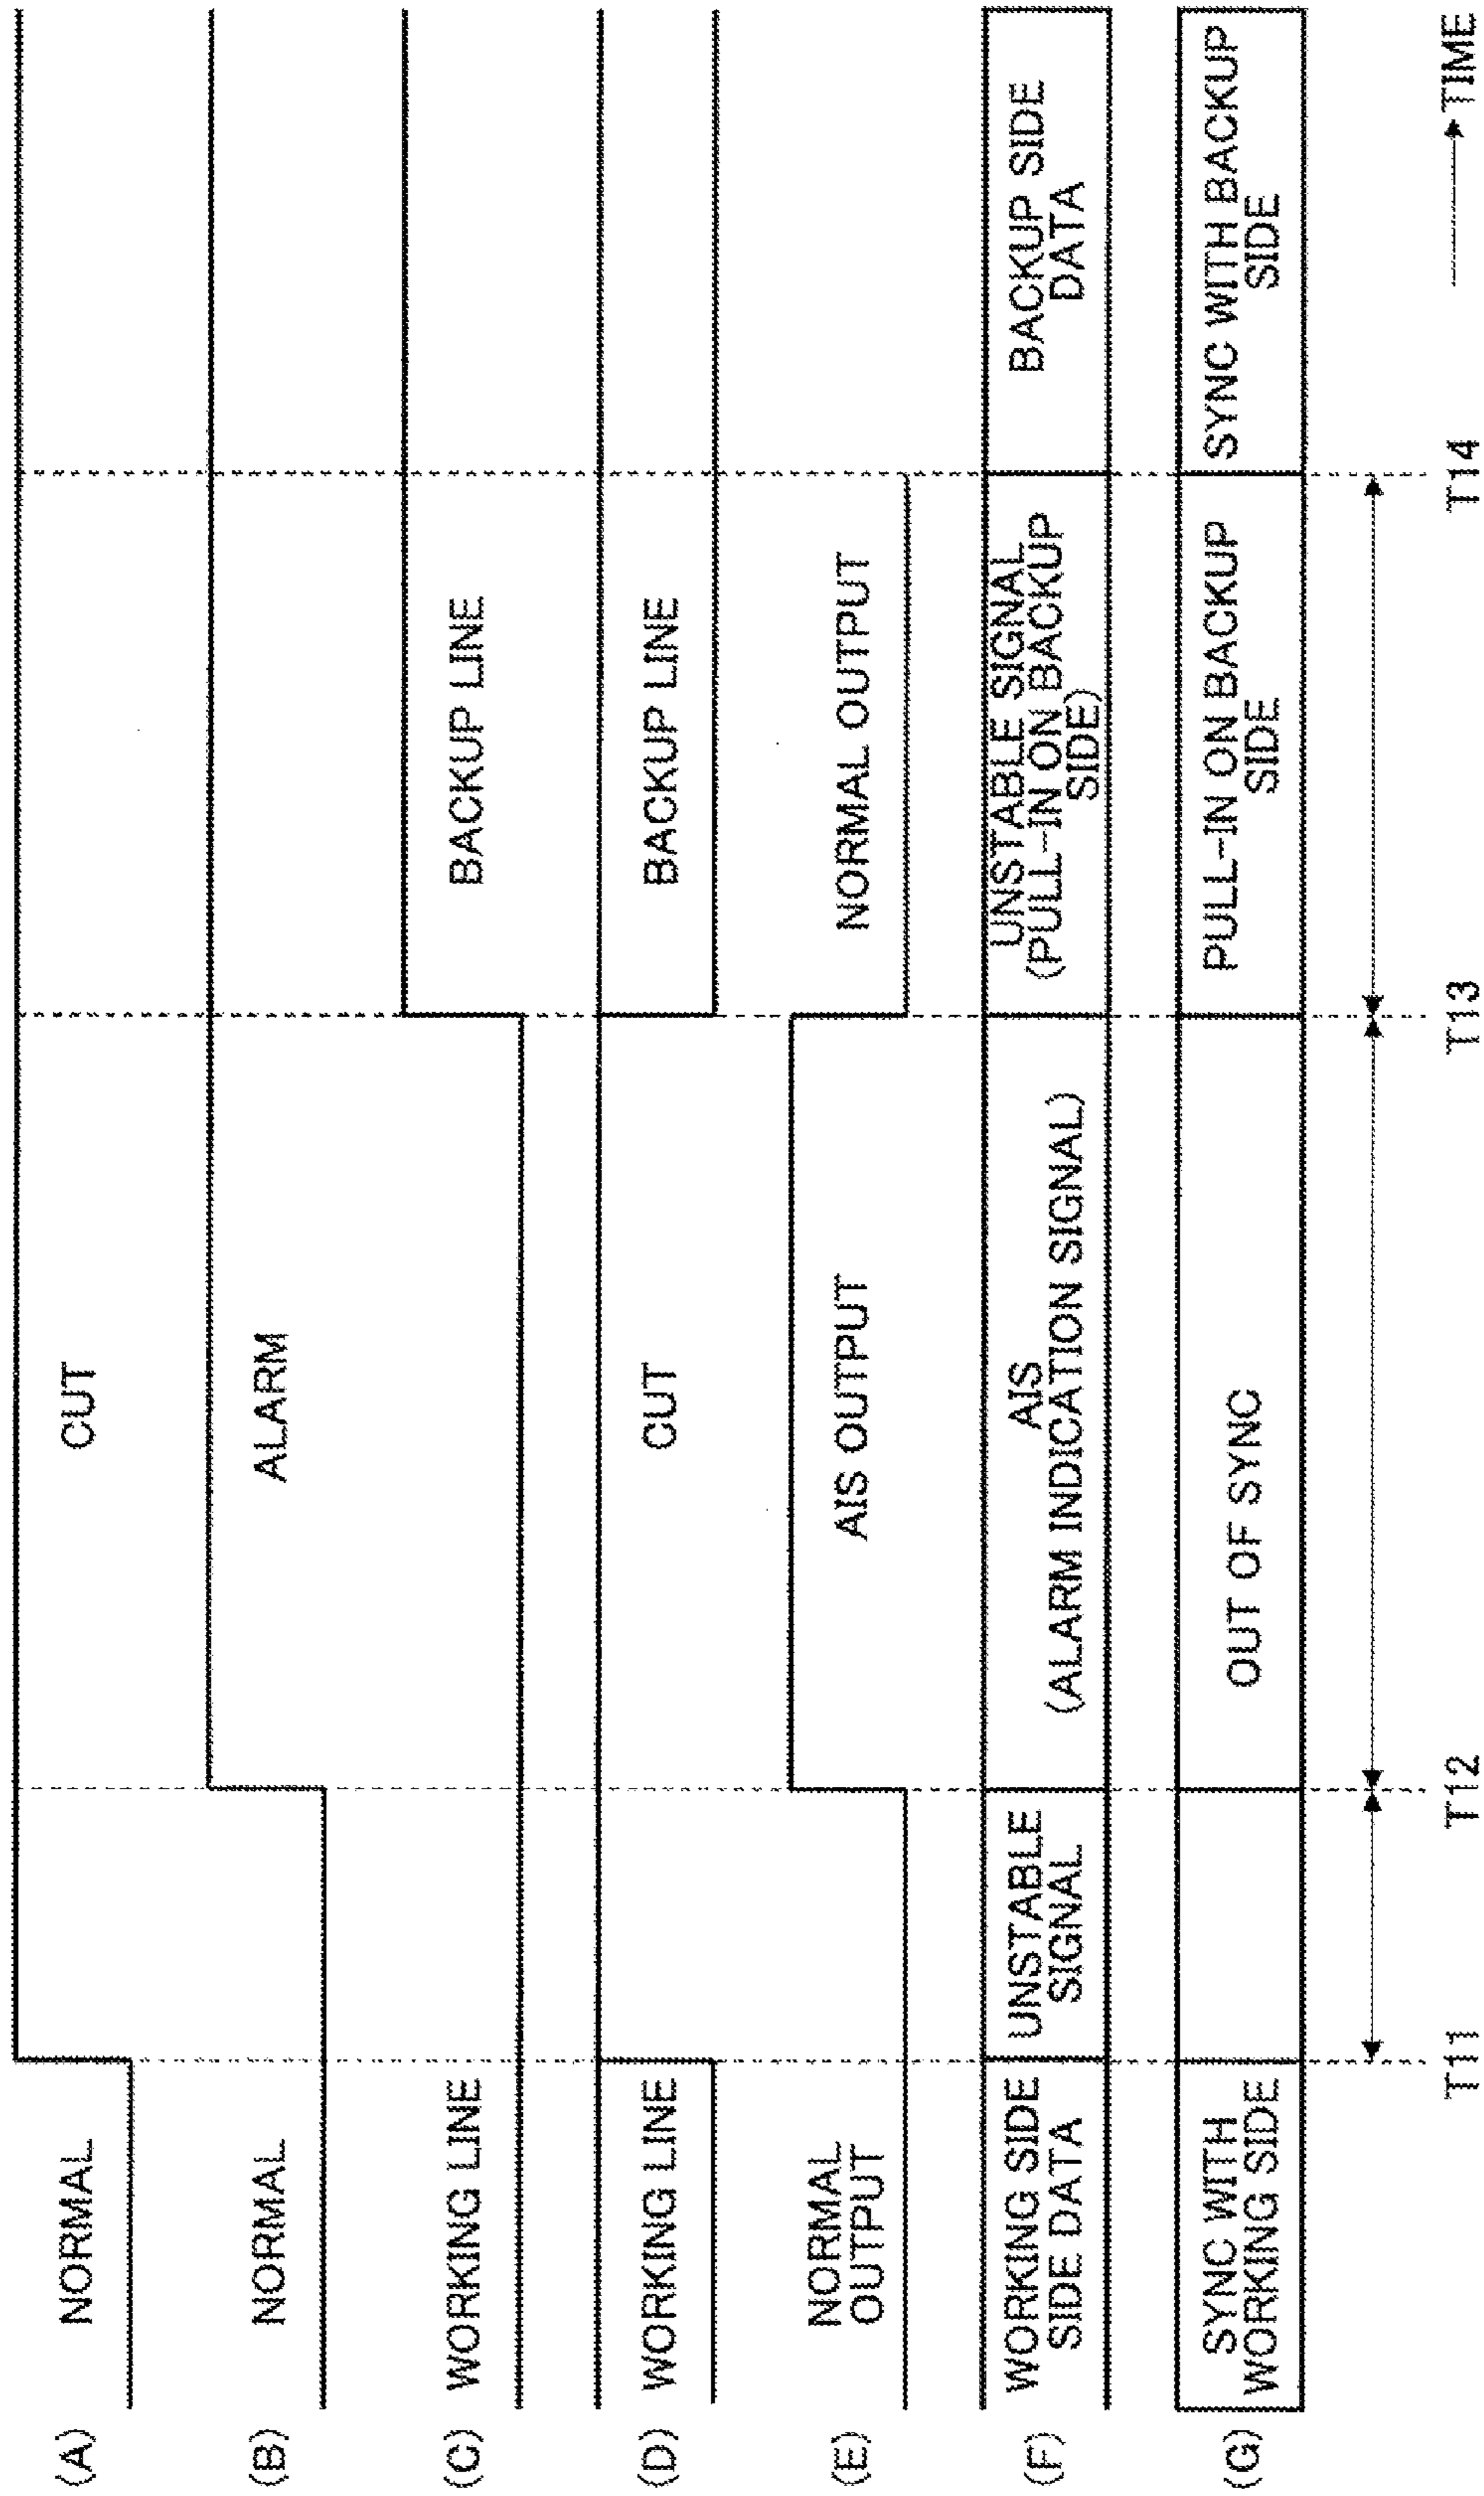 (A) NORMAL CUT
(B) NORMAL ALARM
(C) WORKING LINE BACKUP LINE
(D) WORKING LINE CUT BACKUP LINE
(E) NORMAL
OUTPUT
AIS OUTPUT
NORMAL OUTPUT
(F) WORKING SIDE
SIDE DATA
UNSTABLE
SIGNAL
AIS
(ALARM INDICATION SIGNAL)
UNSTABLE SIGNAL
(PULL-IN ON BACKUP
SIDE)
BACKUP SIDE
DATA
(G) SYNC WITH
WORKING SIDE
OUT OF SYNC
PULL-IN ON BACKUP
SIDE
SYNC WITH BACKUP
SIDE
T11 T12 T13 T14 TIME